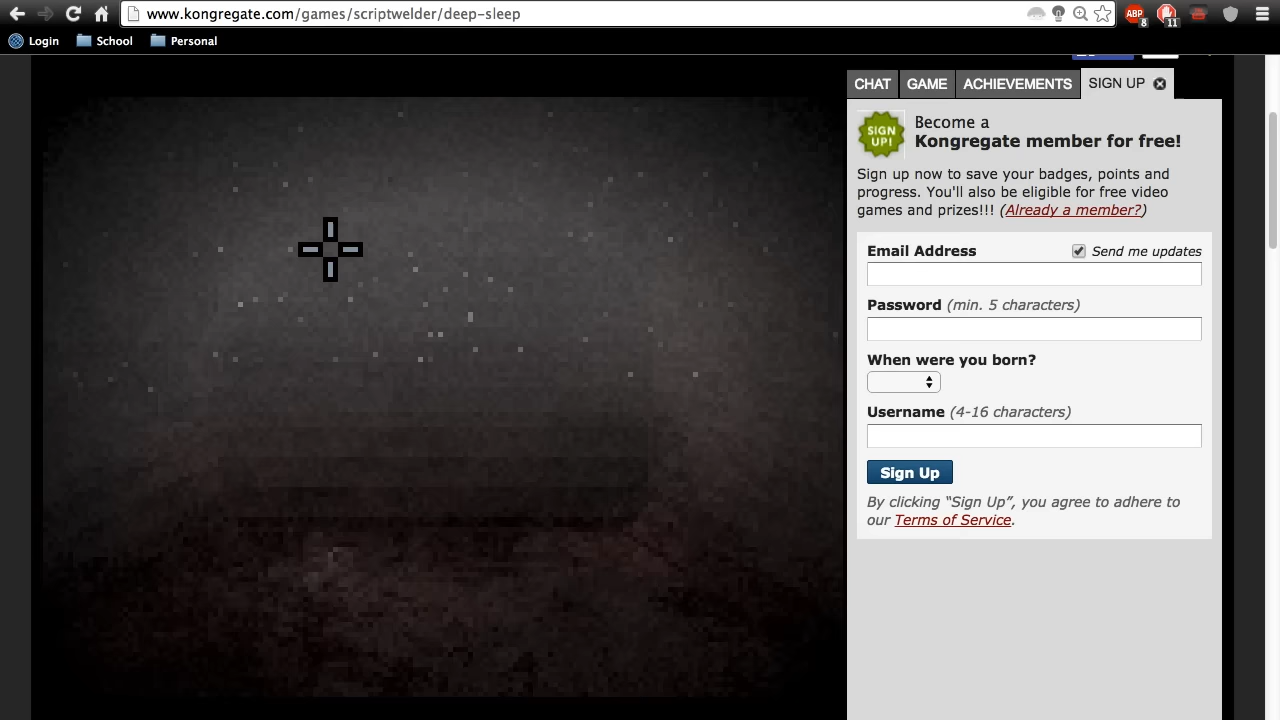 www.kongregate.com/games/scriptwelder/deep-sleep
ABP 8 11
Login School Personal
CHAT GAME ACHIEVEMENTS SIGN UP
SIGN UP!
Become a
Kongregate member for free!
Sign up now to save your badges, points and
progress. You'll also be eligible for free video
games and prizes!!! (Already a member?)
Email Address Send me updates
Password (min. 5 characters)
When were you born?
Username (4-16 characters)
Sign Up
By clicking “Sign Up”, you agree to adhere to
our Terms of Service.